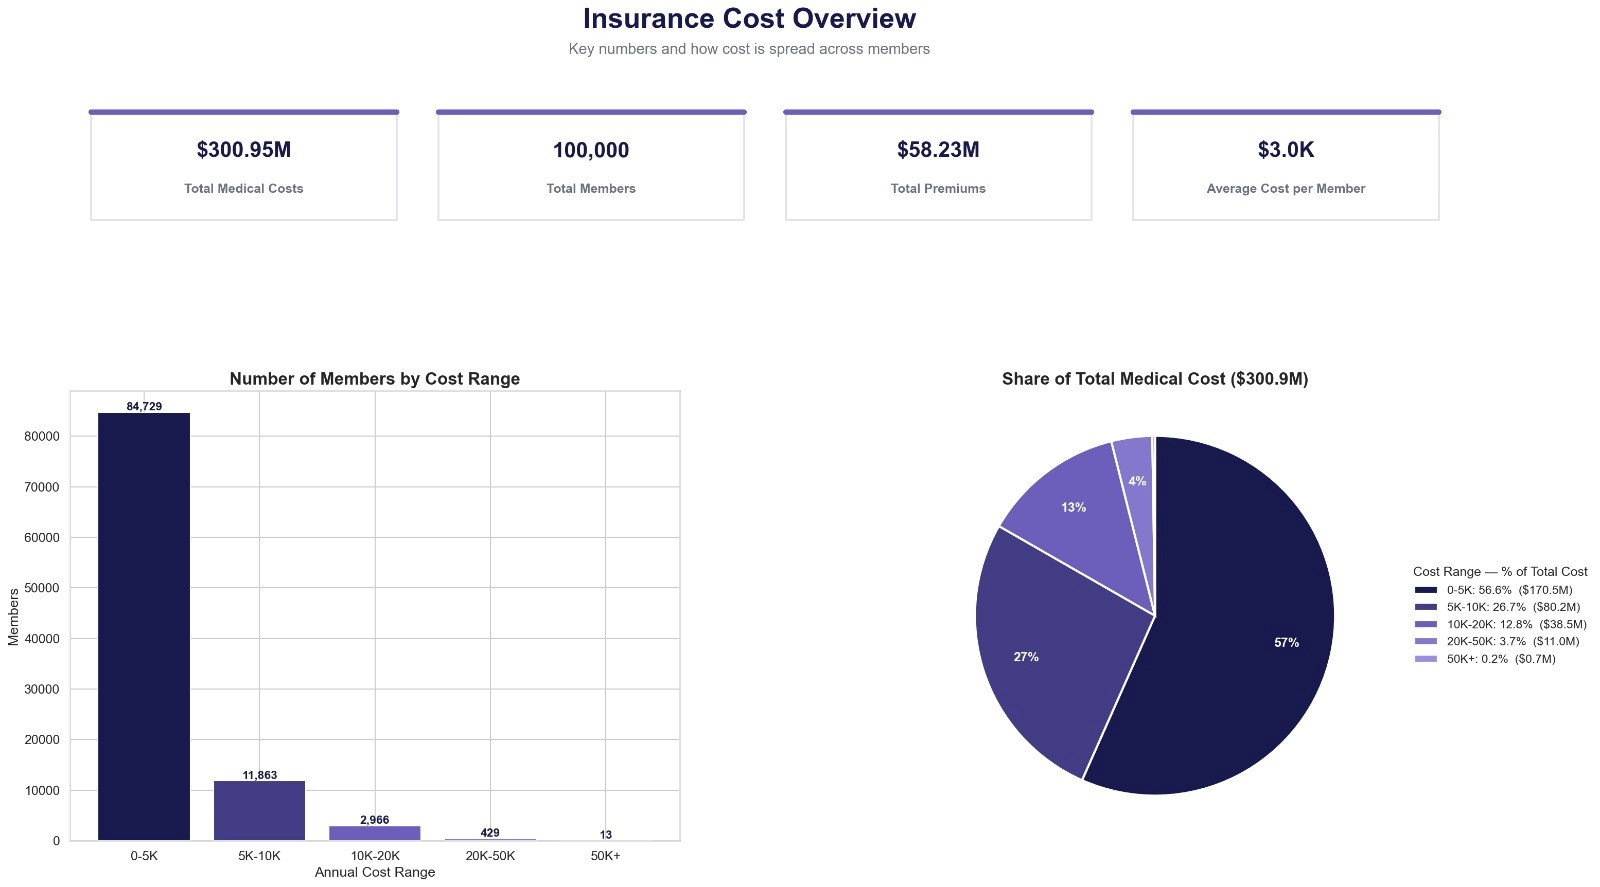 Insurance Cost Overview
Key numbers and how cost is spread across members
$300.95M
Total Medical Costs
100,000
Total Members
$58.23M
Total Premiums
$3.0K
Average Cost per Member
Number of Members by Cost Range
84,729
11,863
2,966
429
13
80000
70000
60000
50000
40000
30000
20000
10000
0
Members
0-5K
5K-10K
10K-20K
20K-50K
50K+
Annual Cost Range
Share of Total Medical Cost ($300.9M)
4%
13%
27%
57%
Cost Range — % of Total Cost
0-5K: 56.6% ($170.5M)
5K-10K: 26.7% ($80.2M)
10K-20K: 12.8% ($38.5M)
20K-50K: 3.7% ($11.0M)
50K+: 0.2% ($0.7M)